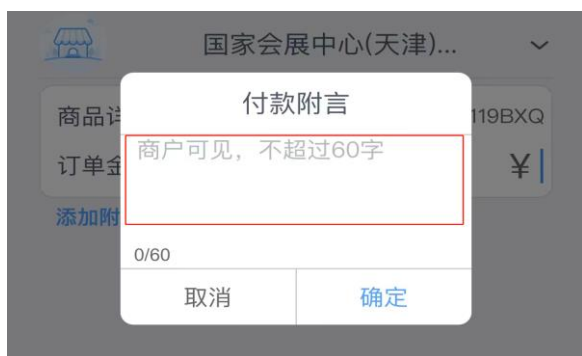 国家会展中心(天津)...
付款附言
商品详
119BXQ
商户可见，不超过60字
订单金
¥
添加附
0/60
取消
确定